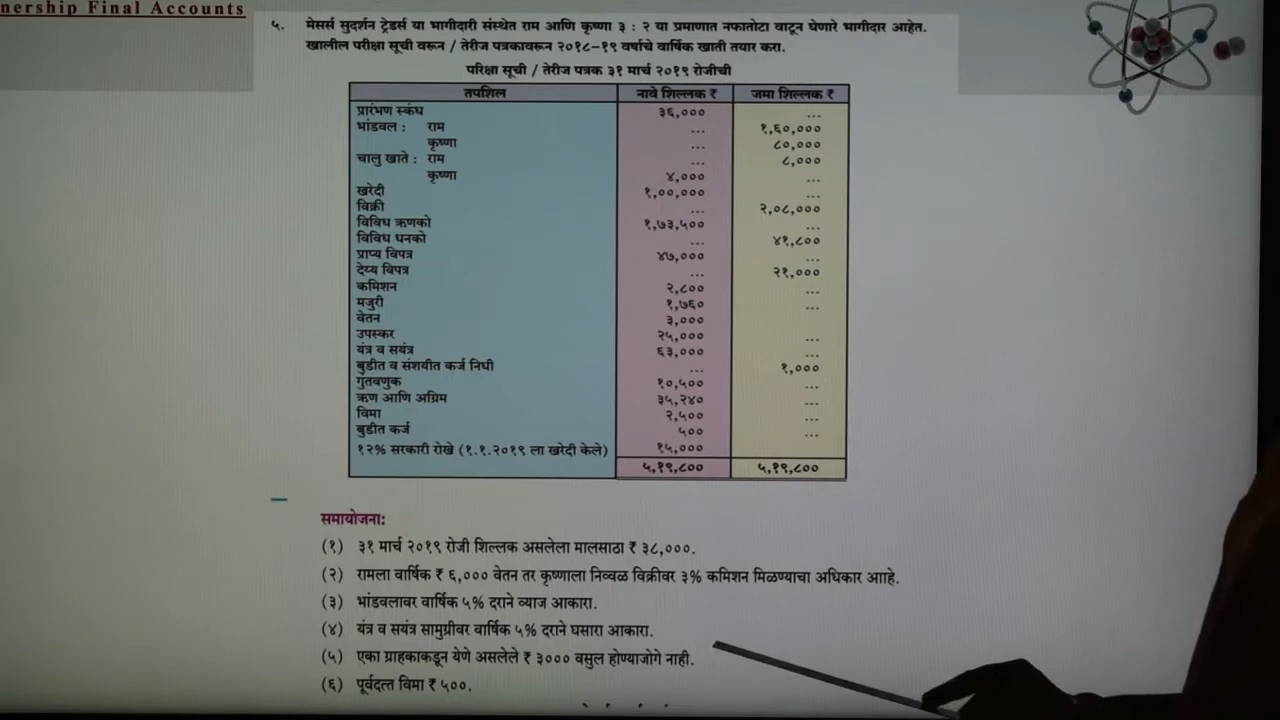 nership Final Accounts
५. मेसर्स सुदर्शन ट्रेडर्स या भागीदारी संस्थेत राम आणि कृष्णा ३ : २ या प्रमाणात नफातोटा वाटून घेणारे भागीदार आहेत.
खालील परीक्षा सूची वरून / तेरीज पत्रकावरून २०१८-१९ वर्षाचे वार्षिक खाती तयार करा.
परिक्षा सूची / तेरीज पत्रक ३१ मार्च २०१९ रोजीची
तपशिल नावे शिल्लक ₹ जमा शिल्लक ₹
प्रारंभण स्कंध ३६,००० ...
भांडवल : राम ... १,६०,०००
कृष्णा ... ८०,०००
चालु खाते : राम ... ८,०००
कृष्णा ४,००० ...
खरेदी १,००,००० ...
विक्री ... २,०८,०००
विविध ऋणको १,७३,५०० ...
विविध धनको ... ४१,८००
प्राप्य विपत्र ४७,००० ...
देय्य विपत्र ... २१,०००
कमिशन २,८०० ...
मजुरी १,७६० ...
वेतन ३,०००
उपस्कर २५,००० ...
यंत्र व सयंत्र ६३,००० ...
बुडीत व संशयीत कर्ज निधी ... १,०००
गुंतवणुक १०,५०० ...
ऋण आणि अग्रिम ३५,२४० ...
विमा २,५०० ...
बुडीत कर्ज ५०० ...
१२% सरकारी रोखे (१.१.२०१९ ला खरेदी केले) १५,०००
५,१९,८०० ५,१९,८००
समायोजना:
(१) ३१ मार्च २०१९ रोजी शिल्लक असलेला मालसाठा ₹ ३८,०००.
(२) रामला वार्षिक ₹ ६,००० वेतन तर कृष्णाला निव्वळ विक्रीवर ३% कमिशन मिळण्याचा अधिकार आाहे.
(३) भांडवलावर वार्षिक ५% दराने व्याज आकारा.
(४) यंत्र व सयंत्र सामुग्रीवर वार्षिक ५% दराने घसारा आकारा.
(५) एका ग्राहकाकडून येणे असलेले ₹ ३००० वसुल होण्याजोगे नाही.
(६) पूर्वदत्त विमा ₹ ५००.